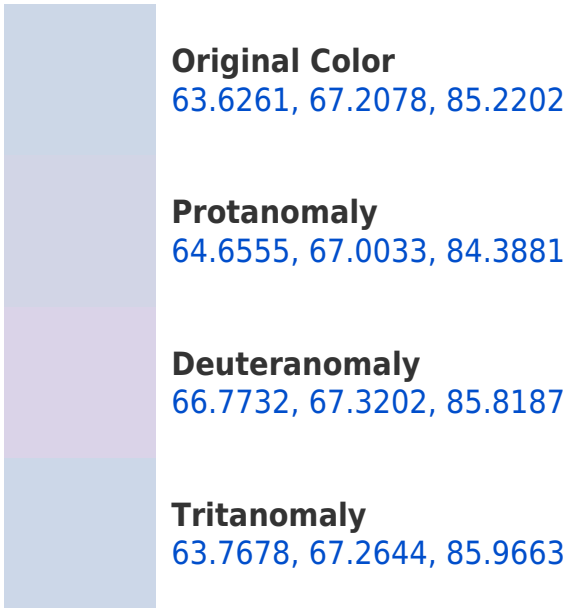 Original Color
63.6261, 67.2078, 85.2202
Protanomaly
64.6555, 67.0033, 84.3881
Deuteranomaly
66.7732, 67.3202, 85.8187
Tritanomaly
63.7678, 67.2644, 85.9663